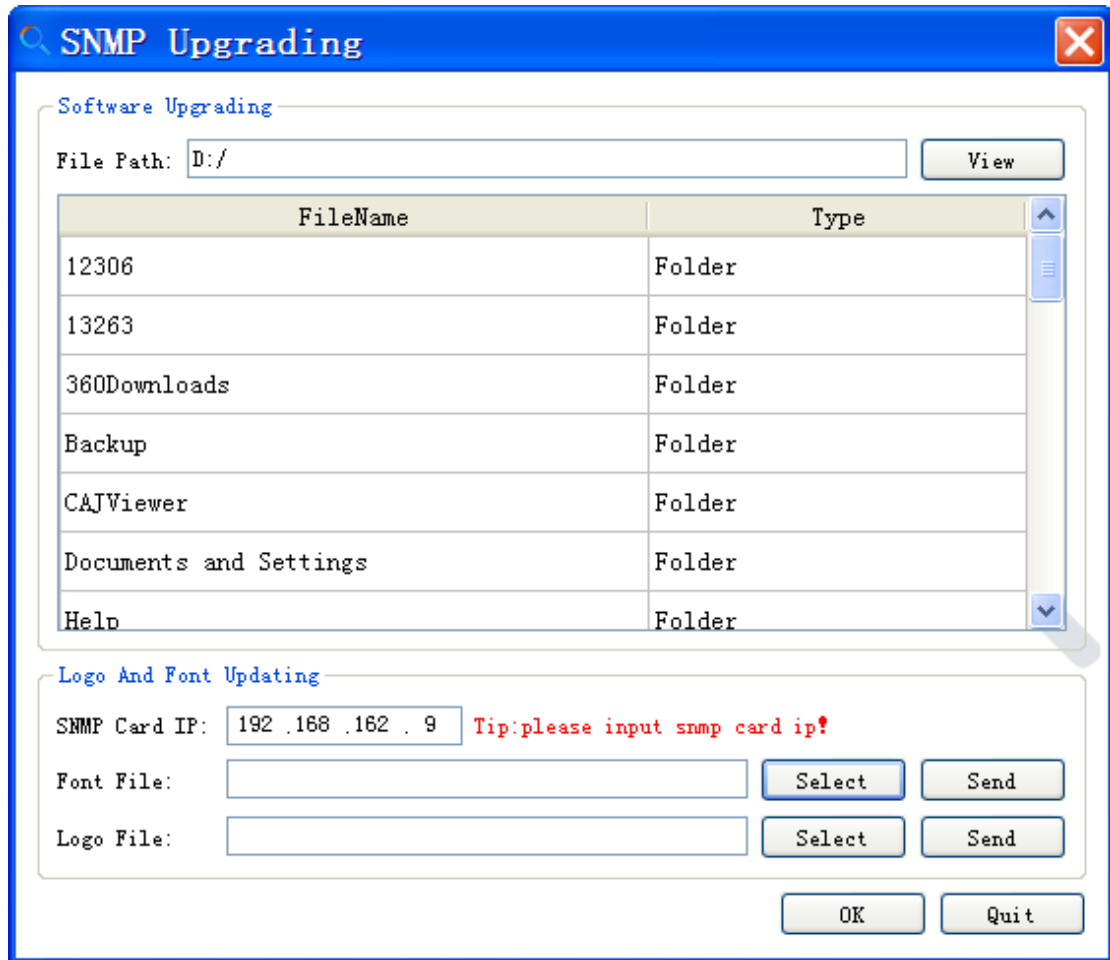 SNMP Upgrading
Software Upgrading
File Path: D:/ View
FileName Type
12306 Folder
13263 Folder
360Downloads Folder
Backup Folder
CAJViewer Folder
Documents and Settings Folder
Help Folder
Logo And Font Updating
SNMP Card IP: 192 .168 .162 . 9 Tip:please input snmp card ip!
Font File: Select Send
Logo File: Select Send
OK Quit